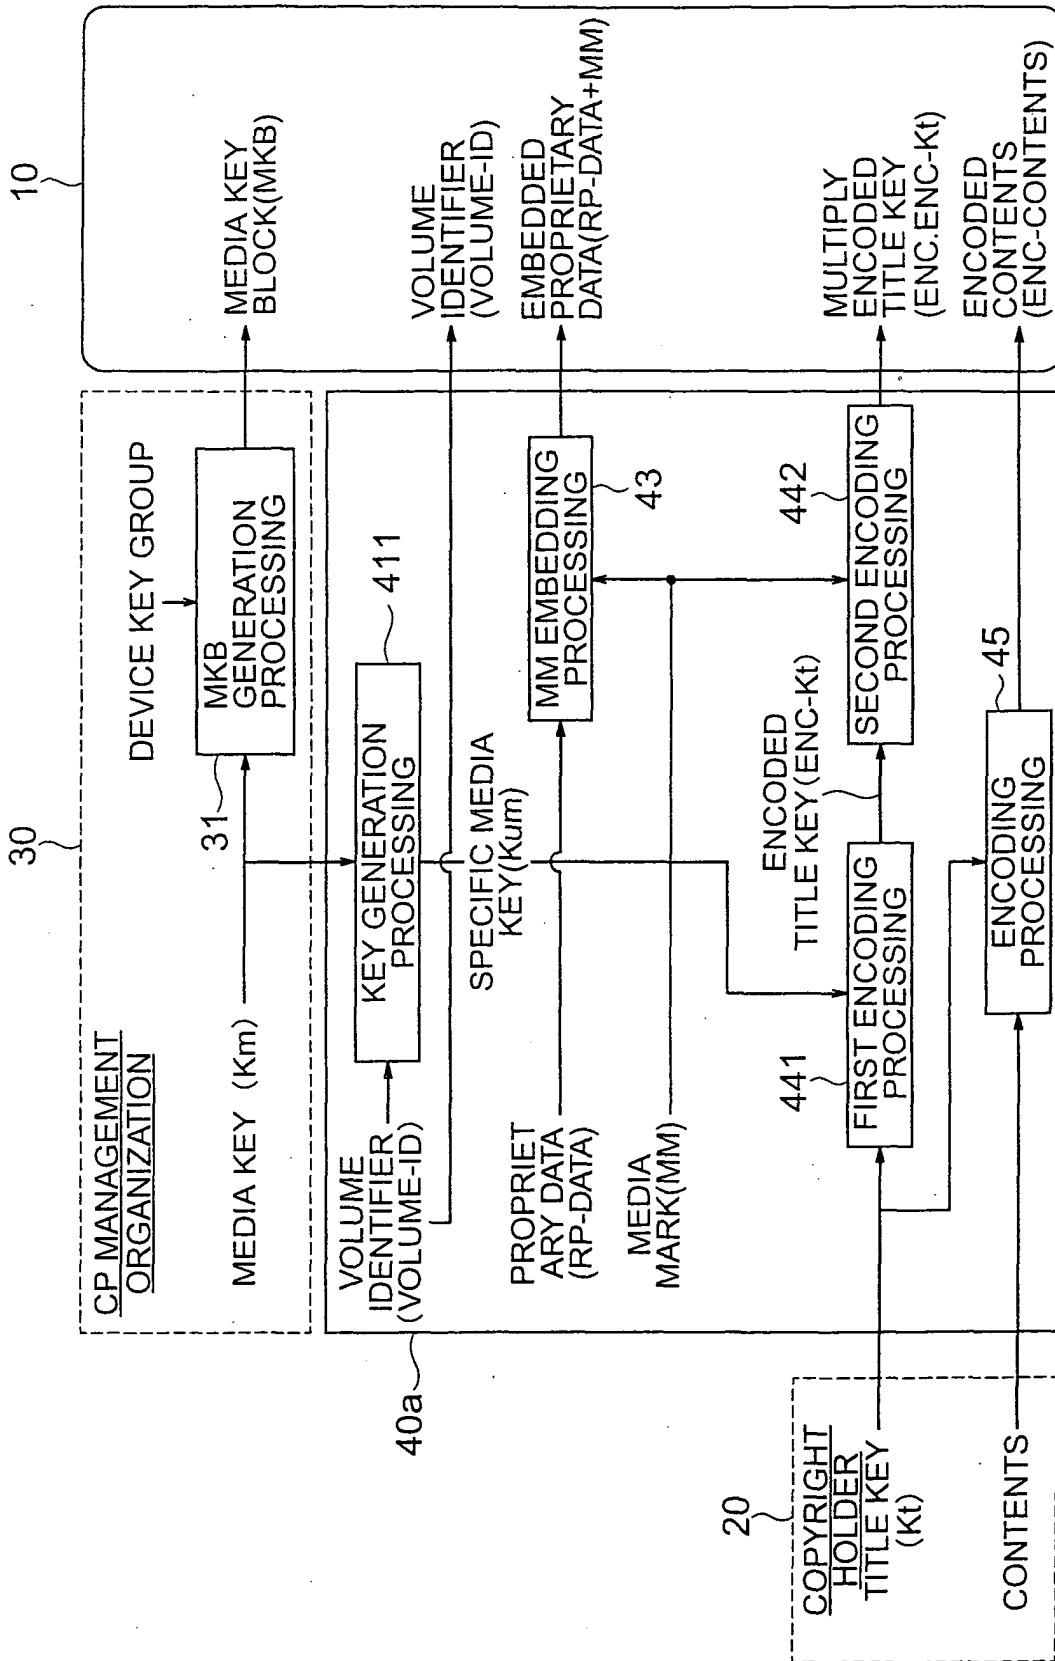 10
30
CP MANAGEMENT
ORGANIZATION
DEVICE KEY GROUP
MEDIA KEY (Km)
31
MKB
GENERATION
PROCESSING
MEDIA KEY
BLOCK(MKB)
40a
VOLUME
IDENTIFIER
(VOLUME-ID)
KEY GENERATION
PROCESSING
411
SPECIFIC MEDIA
KEY(Kum)
VOLUME
IDENTIFIER
(VOLUME-ID)
PROPRIET
ARY DATA
(RP-DATA)
MM EMBEDDING
PROCESSING
43
EMBEDDED
PROPRIETARY
DATA(RP-DATA+MM)
MEDIA
MARK(MM)
20
COPYRIGHT
HOLDER
TITLE KEY
(Kt)
441
FIRST ENCODING
PROCESSING
ENCODED
TITLE KEY(ENC-Kt)
442
SECOND ENCODING
PROCESSING
MULTIPLY
ENCODED
TITLE KEY
(ENC.ENC-Kt)
CONTENTS
ENCODING
PROCESSING
45
ENCODED
CONTENTS
(ENC-CONTENTS)